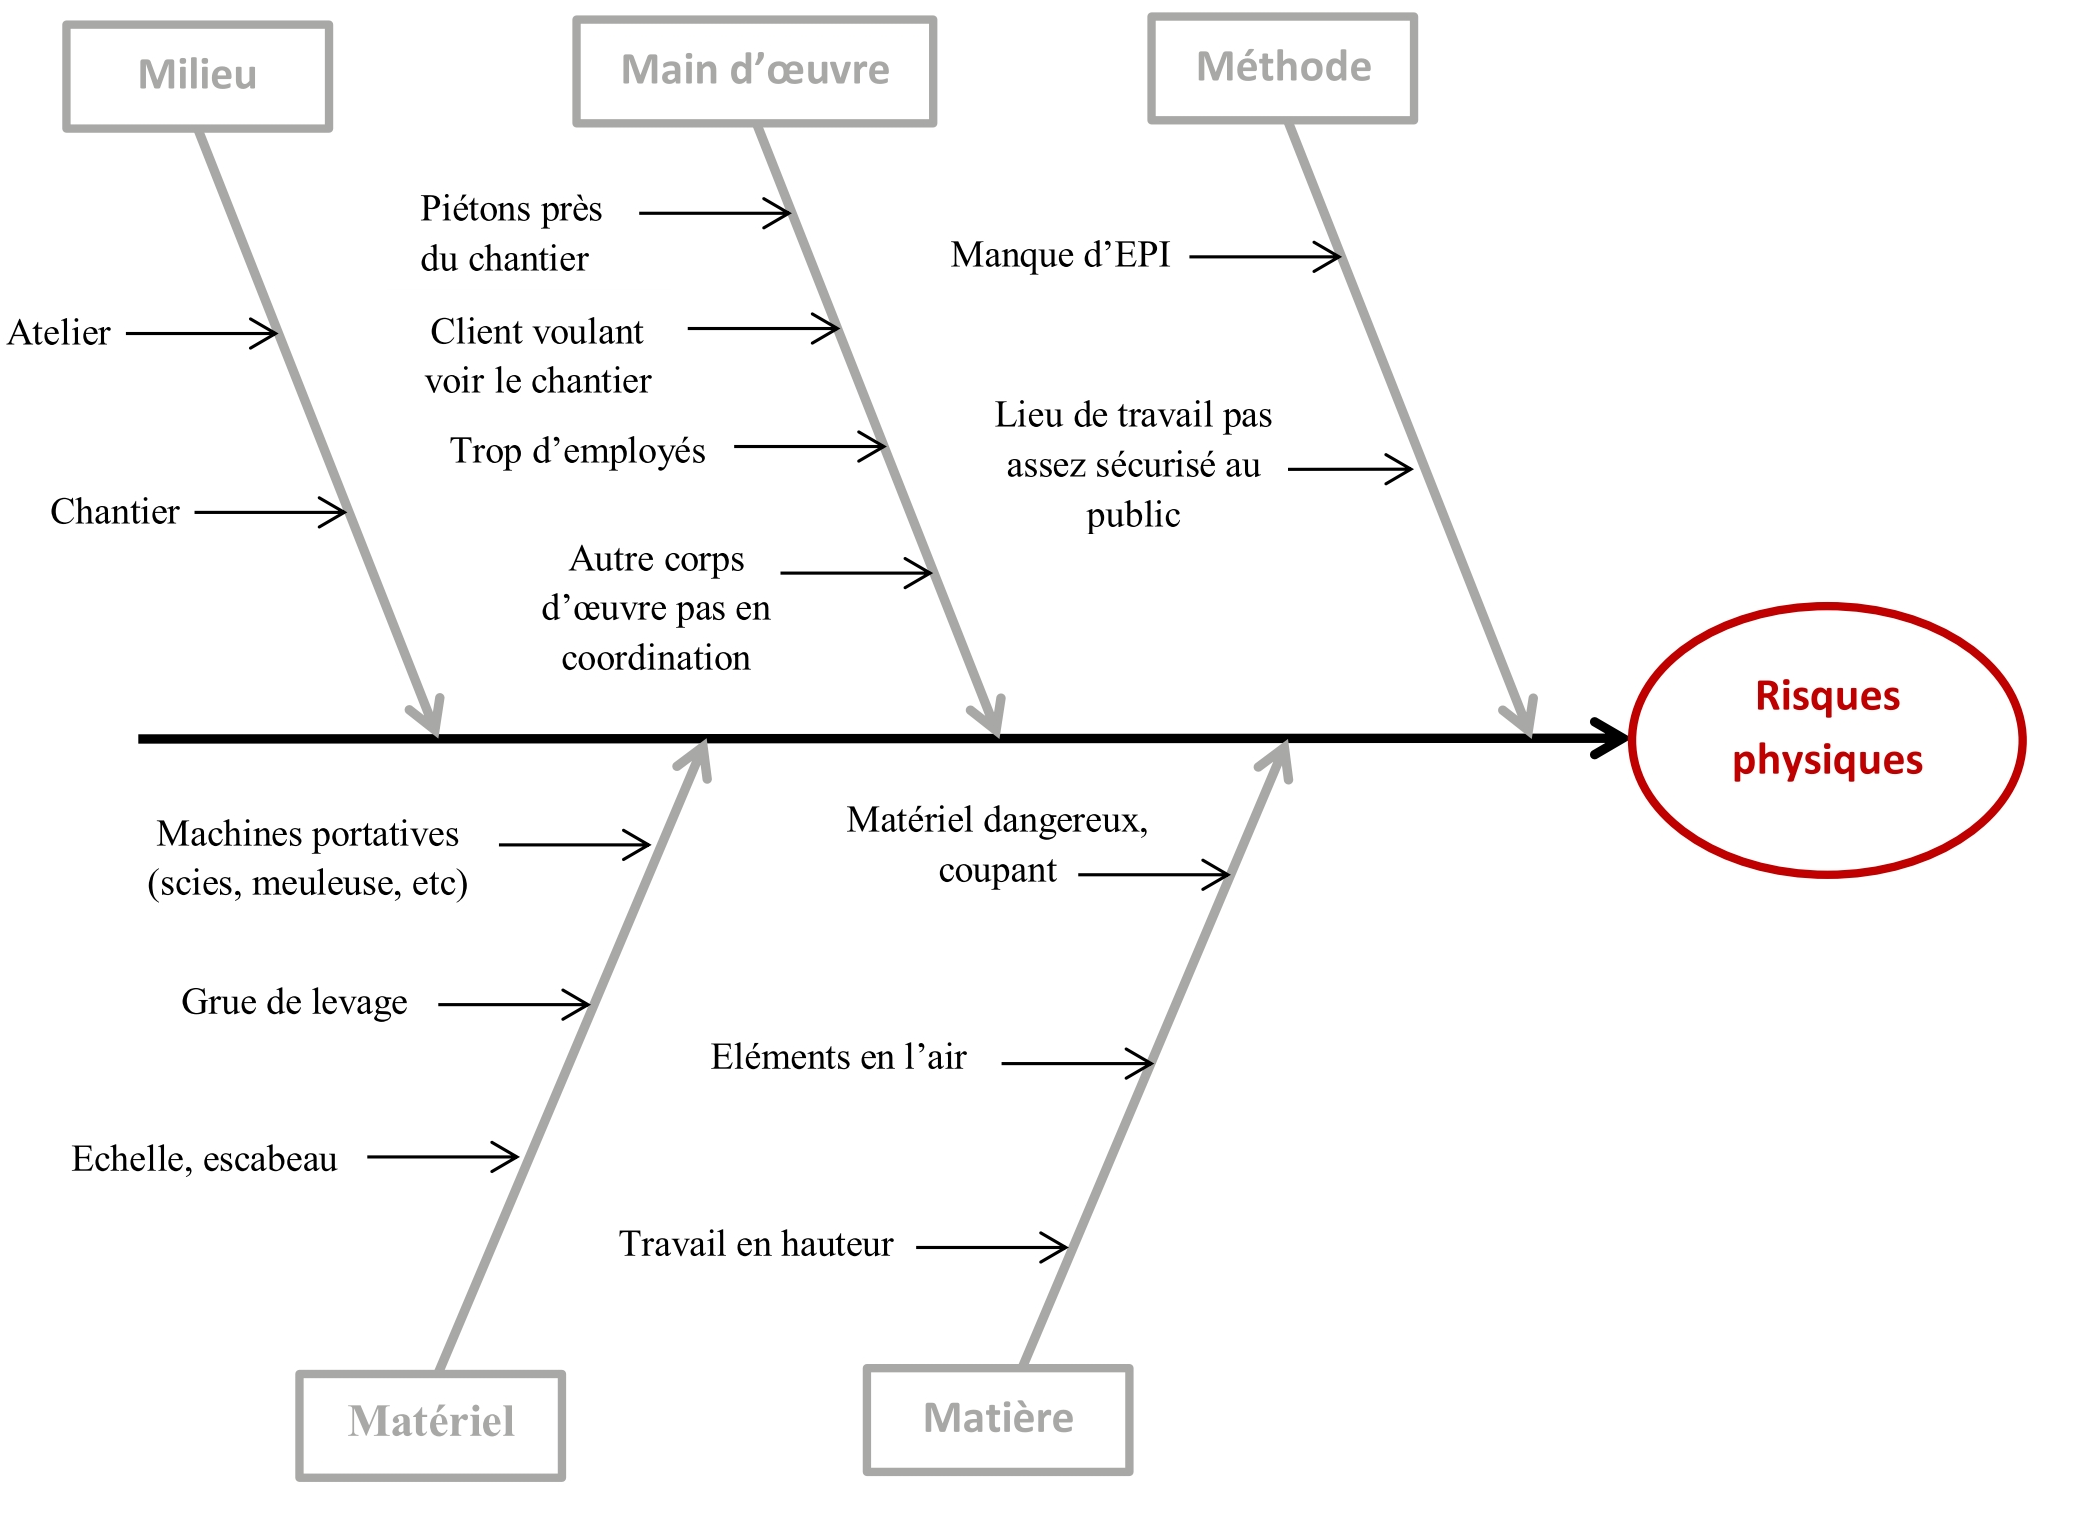 Milieu
Main d’œuvre
Méthode
Piétons près
du chantier
Manque d’EPI
Atelier
Client voulant
voir le chantier
Trop d’employés
Lieu de travail pas
assez sécurisé au
public
Chantier
Autre corps
d’œuvre pas en
coordination
Risques
physiques
Machines portatives
(scies, meuleuse, etc)
Matériel dangereux,
coupant
Grue de levage
Eléments en l’air
Echelle, escabeau
Travail en hauteur
Matériel
Matière